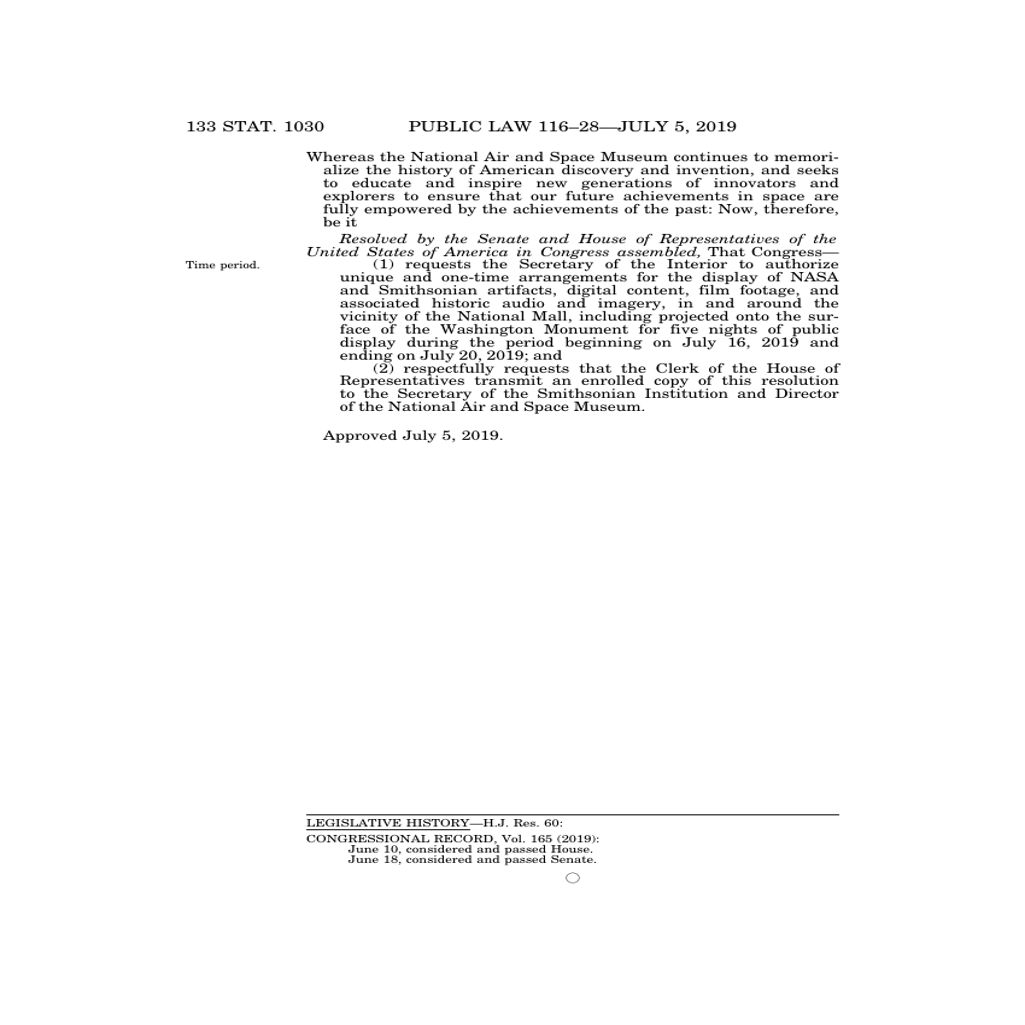 133 STAT. 1030 PUBLIC LAW 116–28—JULY 5, 2019
Whereas the National Air and Space Museum continues to memori-
alize the history of American discovery and invention, and seeks
to educate and inspire new generations of innovators and
explorers to ensure that our future achievements in space are
fully empowered by the achievements of the past: Now, therefore,
be it
Resolved by the Senate and House of Representatives of the
United States of America in Congress assembled, That Congress—
Time period.
(1) requests the Secretary of the Interior to authorize
unique and one-time arrangements for the display of NASA
and Smithsonian artifacts, digital content, film footage, and
associated historic audio and imagery, in and around the
vicinity of the National Mall, including projected onto the sur-
face of the Washington Monument for five nights of public
display during the period beginning on July 16, 2019 and
ending on July 20, 2019; and
(2) respectfully requests that the Clerk of the House of
Representatives transmit an enrolled copy of this resolution
to the Secretary of the Smithsonian Institution and Director
of the National Air and Space Museum.
Approved July 5, 2019.
LEGISLATIVE HISTORY—H.J. Res. 60:
CONGRESSIONAL RECORD, Vol. 165 (2019):
June 10, considered and passed House.
June 18, considered and passed Senate.